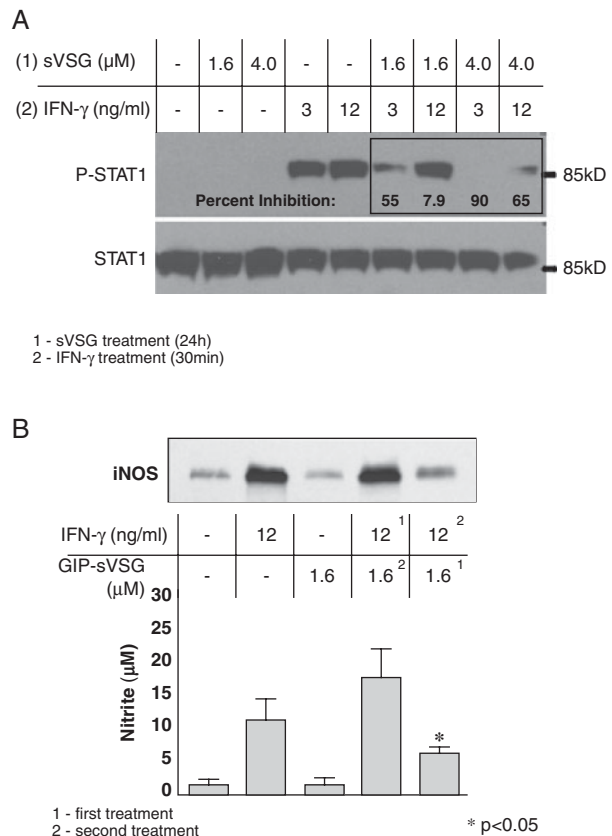 A
(1) sVSG (μM) - 1.6 4.0 - - 1.6 1.6 4.0 4.0
(2) IFN-γ (ng/ml) - - - 3 12 3 12 3 12
P-STAT1
85kD
Percent Inhibition: 55 7.9 90 65
STAT1
85kD
1 - sVSG treatment (24h)
2 - IFN-γ treatment (30min)
B
iNOS
IFN-γ (ng/ml) - 12 - 12 1 12 2
GIP-sVSG (μM) - - 1.6 1.6 2 1.6 1
Nitrite (μM)
30
25
20
15
10
5
0
*
1 - first treatment
2 - second treatment
* p<0.05